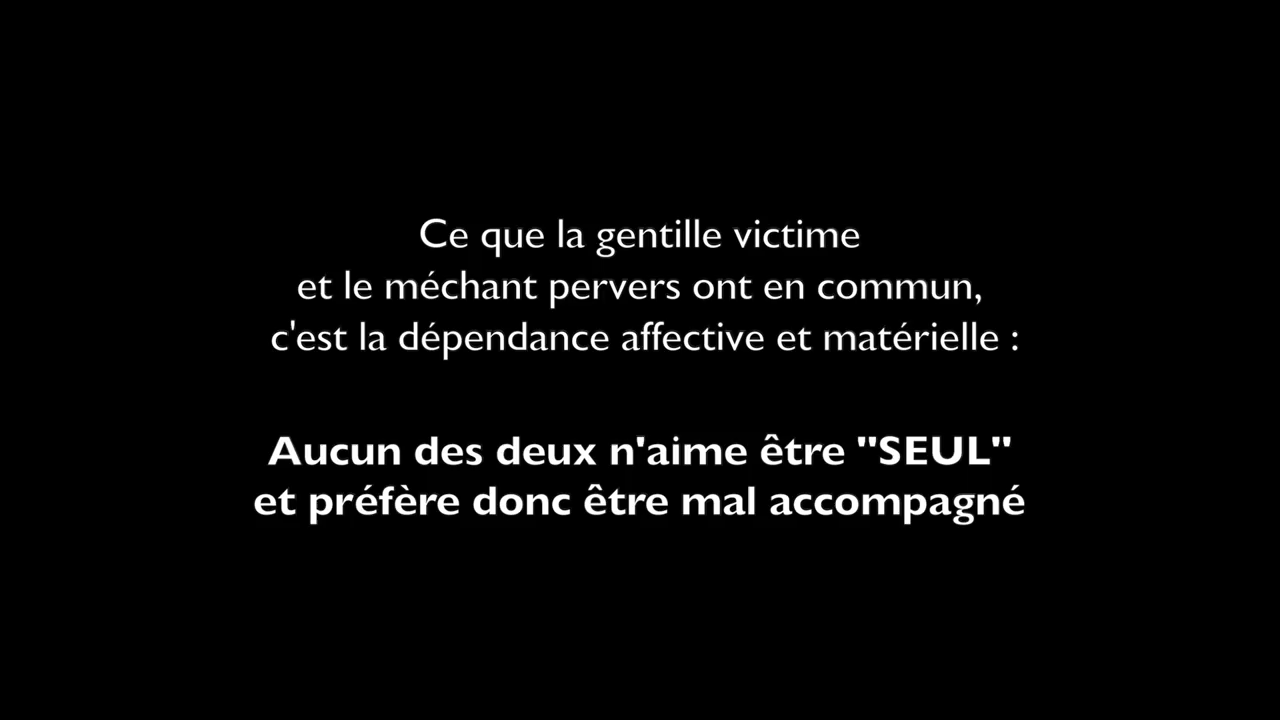 Ce que la gentille victime
et le méchant pervers ont en commun,
c'est la dépendance affective et matérielle :
Aucun des deux n'aime être "SEUL"
et préfère donc être mal accompagné